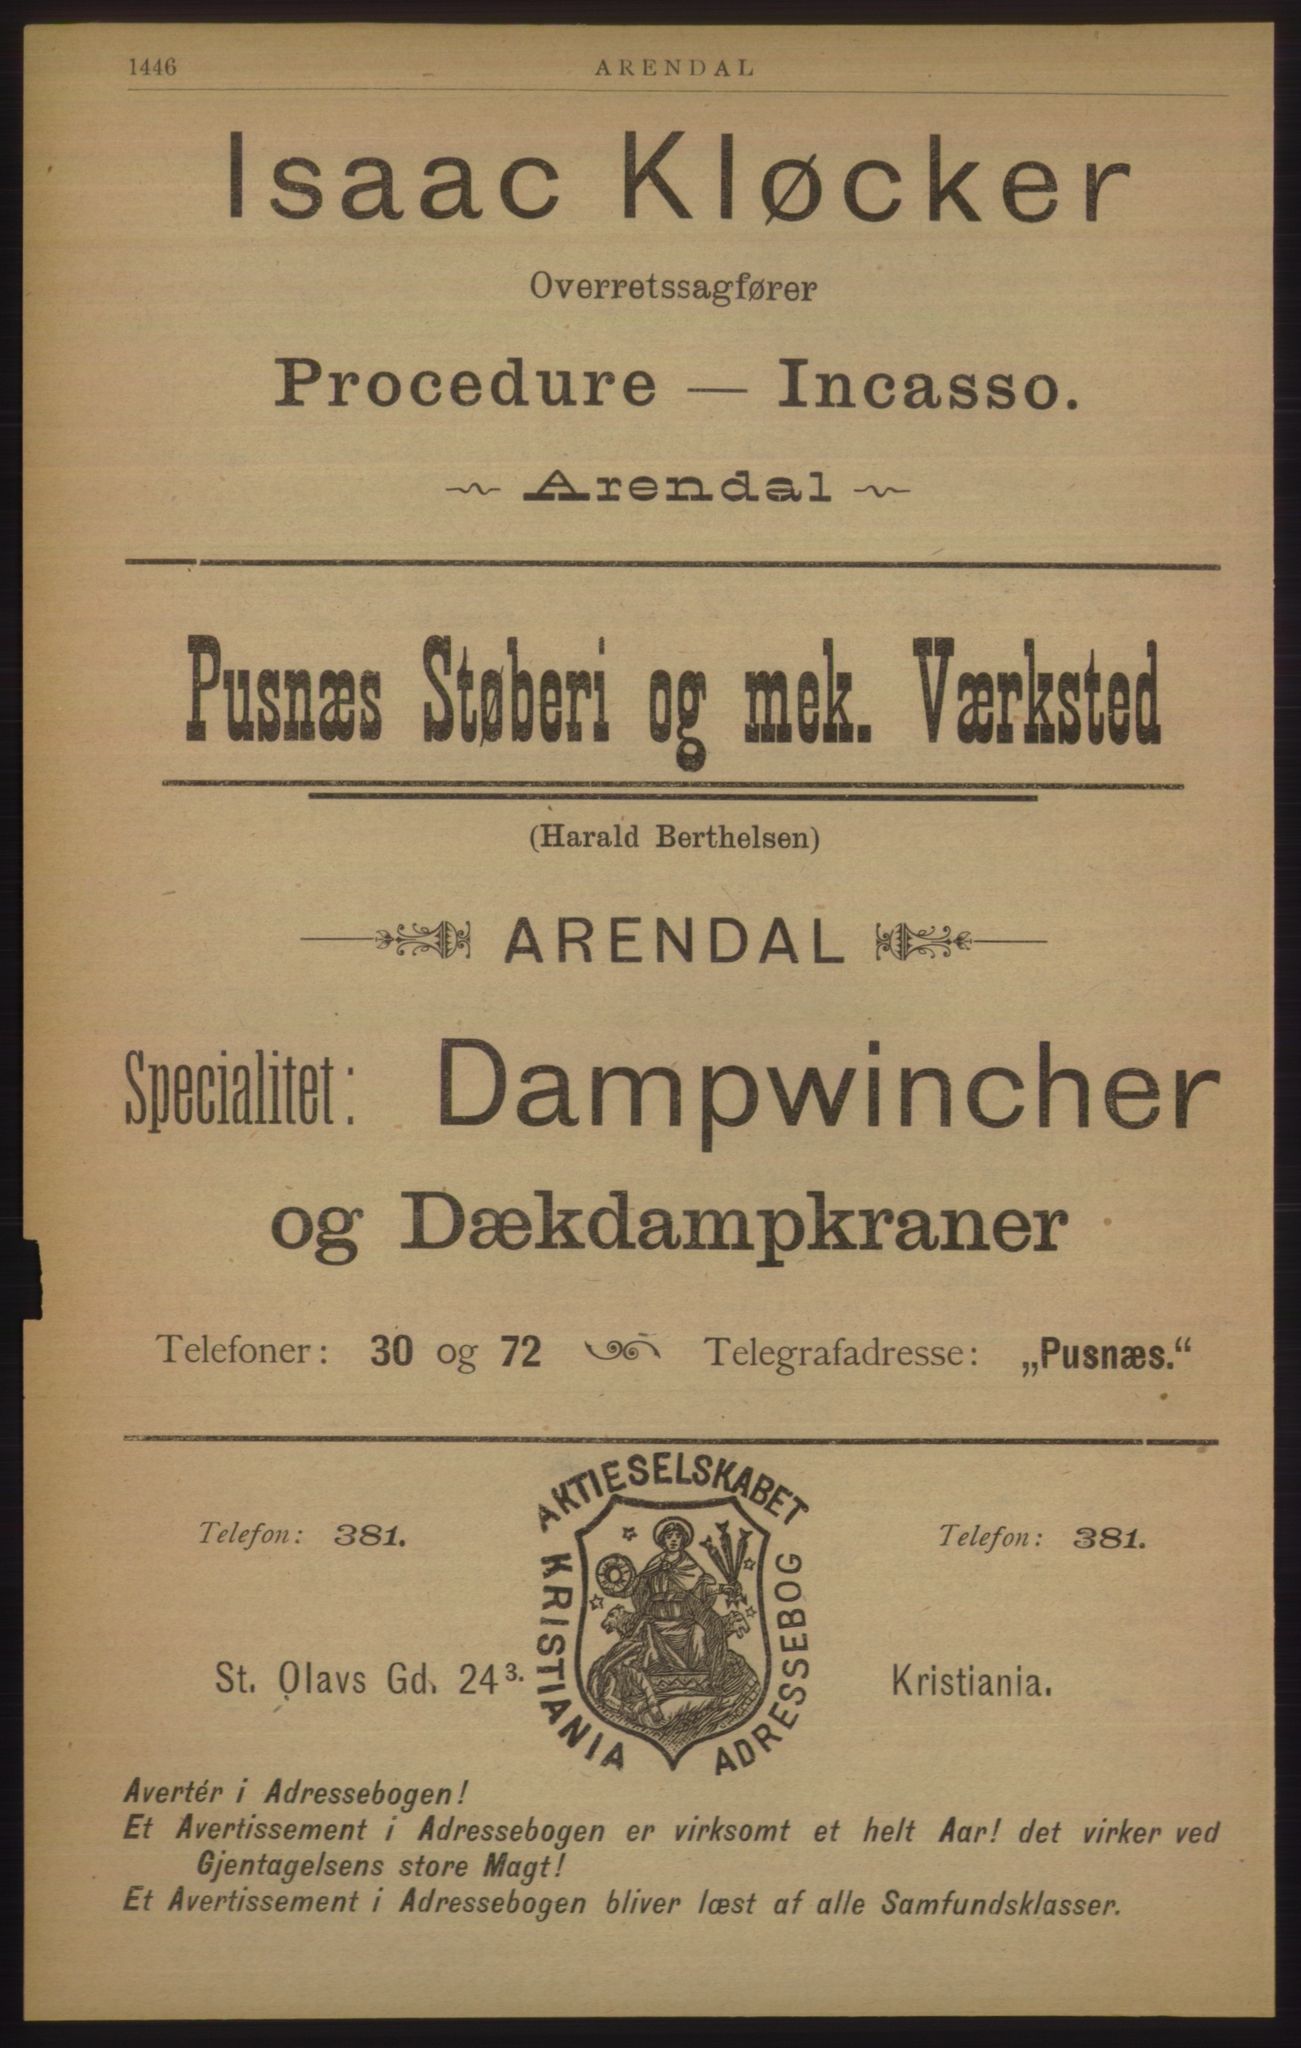 1446 ARENDAL
Isaac Kløcker
Overretssagfører
Procedure — Incasso.
Arendal
Pusnæs Støberi og mek. Værksted
(Harald Berthelsen)
ARENDAL
Specialitet: Dampwincher
og Dækdampkraner
Telefoner: 30 og 72 Telegrafadresse: „Pusnæs.“
AKTIESELSKABET
KRISTIANIA
ADRESSEBOG
Telefon: 381. Telefon: 381.
St. Olavs Gd. 24³. Kristiania.
Avertér i Adressebogen!
Et Avertissement i Adressebogen er virksomt et helt Aar! det virker ved
Gjentagelsens store Magt!
Et Avertissement i Adressebogen bliver læst af alle Samfundsklasser.